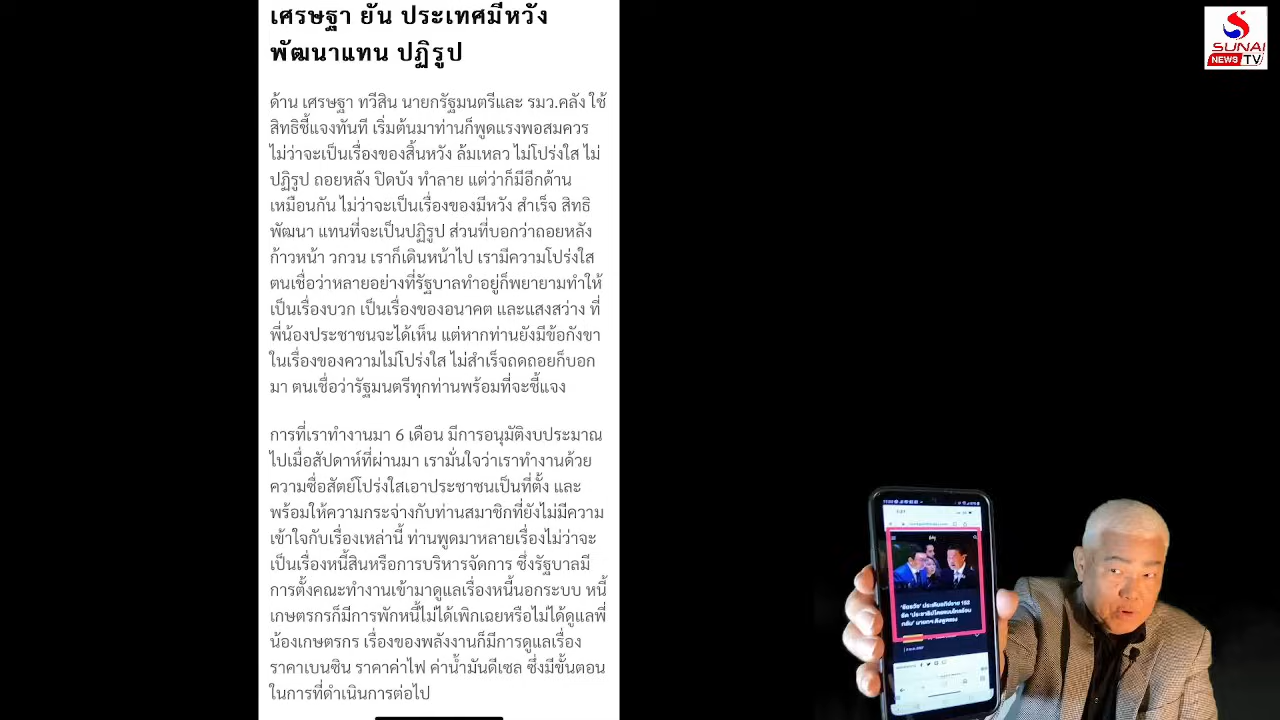 เศรษฐา ยัน ประเทศมีหวัง
พัฒนาแทน ปฏิรูป
ด้าน เศรษฐา ทวีสิน นายกรัฐมนตรีและ รมว.คลัง ใช้
สิทธิชี้แจงทันที เริ่มต้นมาท่านก็พูดแรงพอสมควร
ไม่ว่าจะเป็นเรื่องของสิ้นหวัง ล้มเหลว ไม่โปร่งใส ไม่
ปฏิรูป ถอยหลัง ปิดบัง ทำลาย แต่ว่าก็มีอีกด้าน
เหมือนกัน ไม่ว่าจะเป็นเรื่องของมีหวัง สำเร็จ สิทธิ
พัฒนา แทนที่จะเป็นปฏิรูป ส่วนที่บอกว่าถอยหลัง
ก้าวหน้า วกวน เราก็เดินหน้าไป เรามีความโปร่งใส
ตนเชื่อว่าหลายอย่างที่รัฐบาลทำอยู่ก็พยายามทำให้
เป็นเรื่องบวก เป็นเรื่องของอนาคต และแสงสว่าง ที่
พี่น้องประชาชนจะได้เห็น แต่หากท่านยังมีข้อกังขา
ในเรื่องของความไม่โปร่งใส ไม่สำเร็จถดถอยก็บอก
มา ตนเชื่อว่ารัฐมนตรีทุกท่านพร้อมที่จะชี้แจง
การที่เราทำงานมา 6 เดือน มีการอนุมัติงบประมาณ
ไปเมื่อสัปดาห์ที่ผ่านมา เรามั่นใจว่าเราทำงานด้วย
ความซื่อสัตย์โปร่งใสเอาประชาชนเป็นที่ตั้ง และ
พร้อมให้ความกระจ่างกับท่านสมาชิกที่ยังไม่มีความ
เข้าใจกับเรื่องเหล่านี้ ท่านพูดมาหลายเรื่องไม่ว่าจะ
เป็นเรื่องหนี้สินหรือการบริหารจัดการ ซึ่งรัฐบาลมี
การตั้งคณะทำงานเข้ามาดูแลเรื่องหนี้นอกระบบ หนี้
เกษตรกรก็มีการพักหนี้ไม่ได้เพิกเฉยหรือไม่ได้ดูแลพี่
น้องเกษตรกร เรื่องของพลังงานก็มีการดูแลเรื่อง
ราคาเบนซิน ราคาค่าไฟ ค่าน้ำมันดีเซล ซึ่งมีขั้นตอน
ในการที่ดำเนินการต่อไป
SUNAI
NEWS TV
'ชัยธวัช' ประเดิมอภิปราย 152